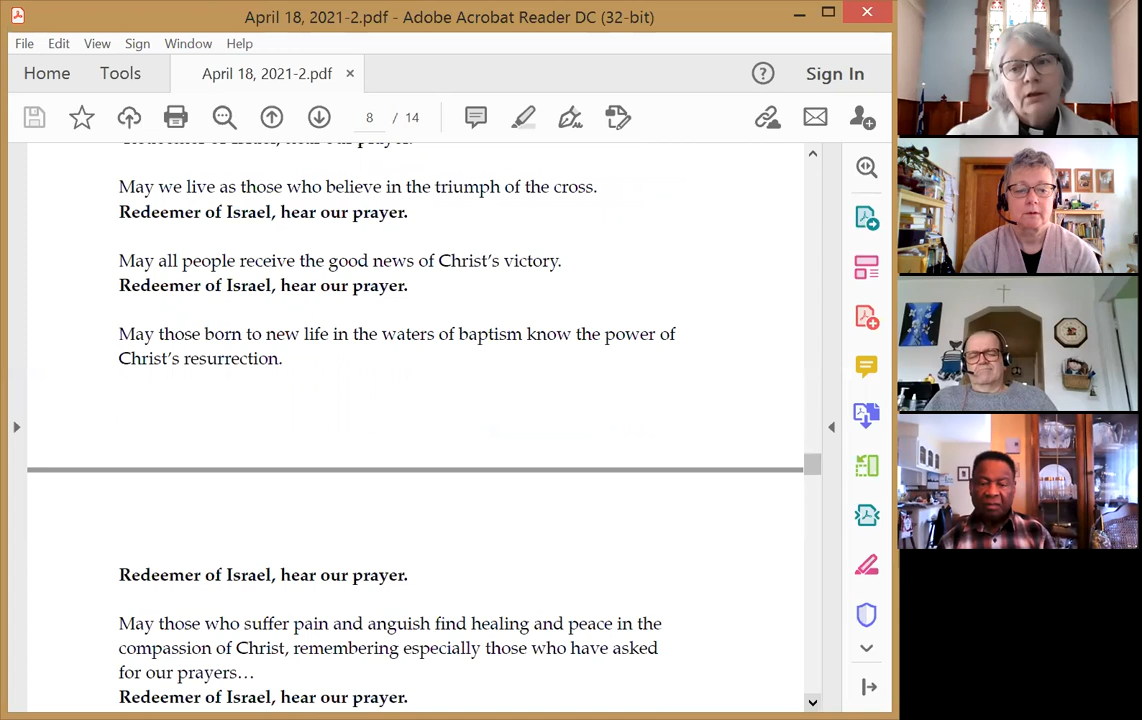 April 18, 2021-2.pdf - Adobe Acrobat Reader DC (32-bit)
File Edit View Sign Window Help
Home Tools April 18, 2021-2.pdf × Sign In
8 / 14
Redeemer of Israel, hear our prayer.
May we live as those who believe in the triumph of the cross.
Redeemer of Israel, hear our prayer.
May all people receive the good news of Christ’s victory.
Redeemer of Israel, hear our prayer.
May those born to new life in the waters of baptism know the power of
Christ’s resurrection.
Redeemer of Israel, hear our prayer.
May those who suffer pain and anguish find healing and peace in the
compassion of Christ, remembering especially those who have asked
for our prayers…
Redeemer of Israel, hear our prayer.